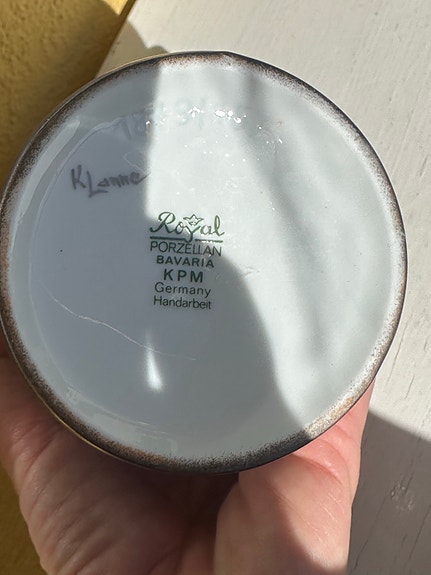 K Lamme
Royal
PORZELLAN
BAVARIA
KPM
Germany
Handarbeit